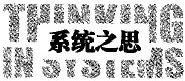 THINKING
系统之思
IN SYSTEMS